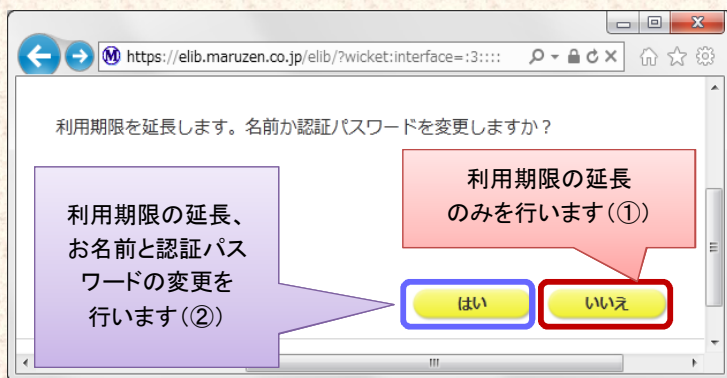 https://elib.maruzen.co.jp/elib/?wicket:interface=:3::::
利用期限を延長します。名前か認証パスワードを変更しますか？
利用期限の延長
のみを行います(①)
利用期限の延長、
お名前と認証パス
ワードの変更を
行います(②)
はい
いいえ